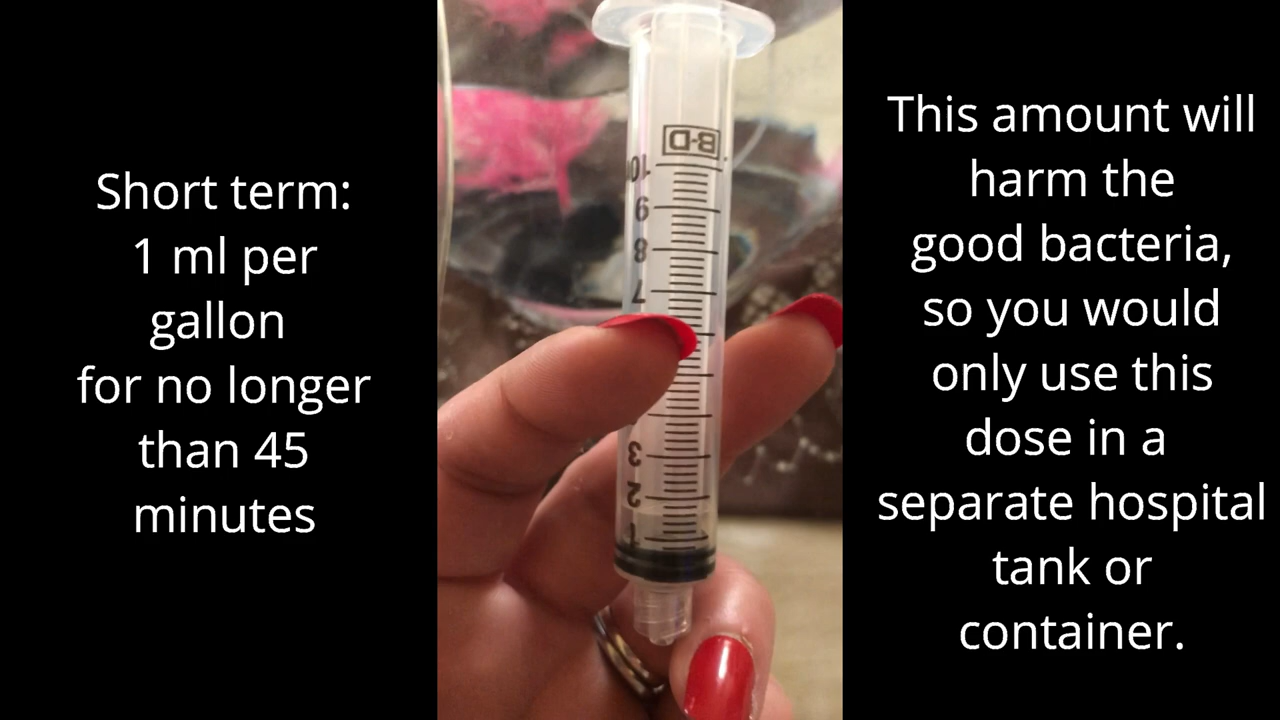 Short term:
1 ml per
gallon
for no longer
than 45
minutes
B-D
10
9
8
7
3
2
1
This amount will
harm the
good bacteria,
so you would
only use this
dose in a
separate hospital
tank or
container.